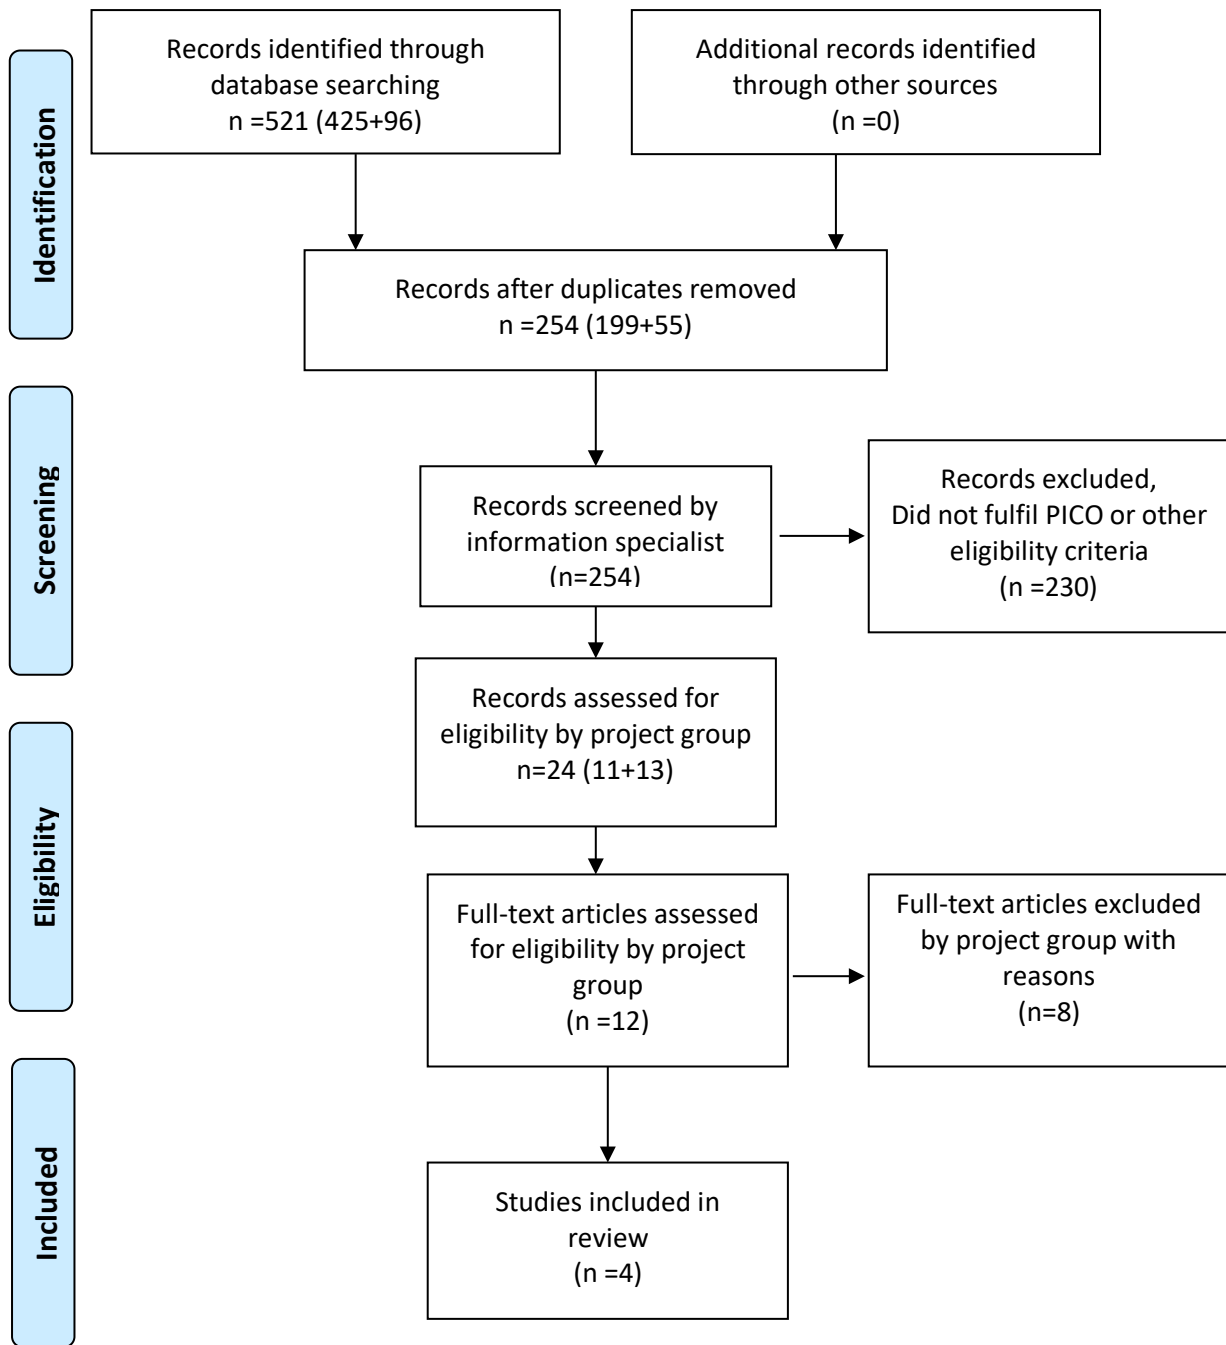 Records identified through
database searching
n =521 (425+96)
Additional records identified
through other sources
(n =0)
Identification
Records after duplicates removed
n =254 (199+55)
Screening
Records screened by
information specialist
(n=254)
Records excluded,
Did not fulfil PICO or other
eligibility criteria
(n =230)
Records assessed for
eligibility by project group
n=24 (11+13)
Eligibility
Full-text articles assessed
for eligibility by project
group
(n =12)
Full-text articles excluded
by project group with
reasons
(n=8)
Included
Studies included in
review
(n =4)